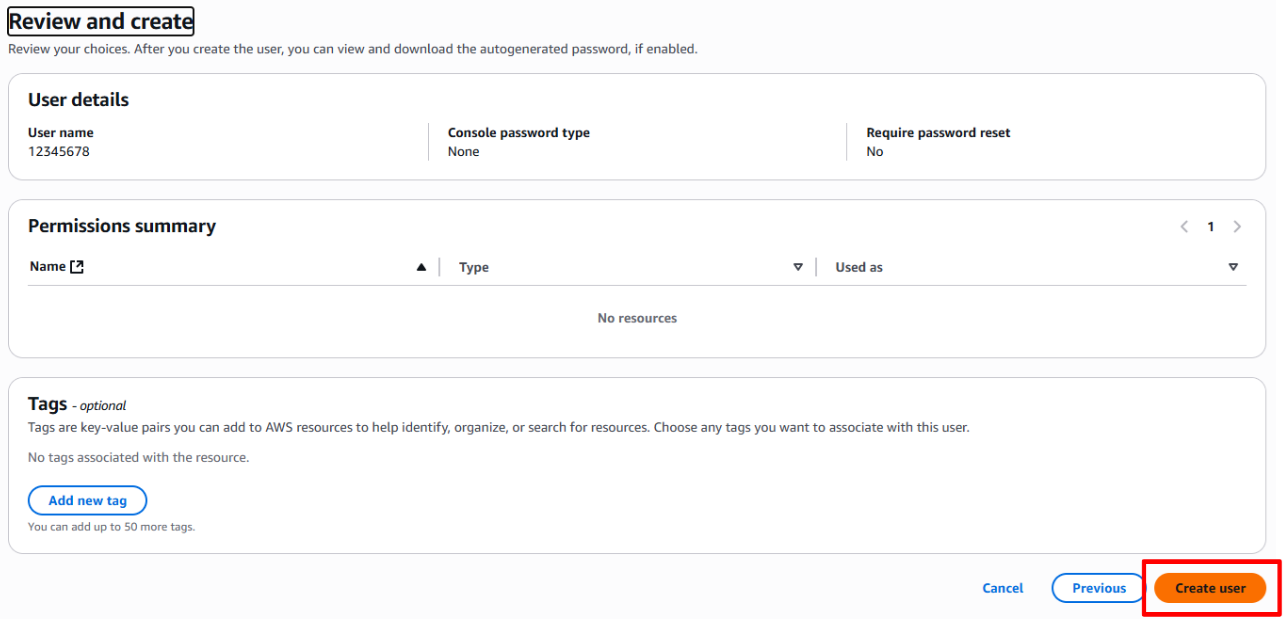 Review and create
Review your choices. After you create the user, you can view and download the autogenerated password, if enabled.
User details
User name
Console password type
Require password reset
12345678
None
No
Permissions summary
1
Name
Type
Used as
No resources
Tags - optional
Tags are key-value pairs you can add to AWS resources to help identify, organize, or search for resources. Choose any tags you want to associate with this user.
No tags associated with the resource.
Add new tag
You can add up to 50 more tags.
Cancel
Previous
Create user